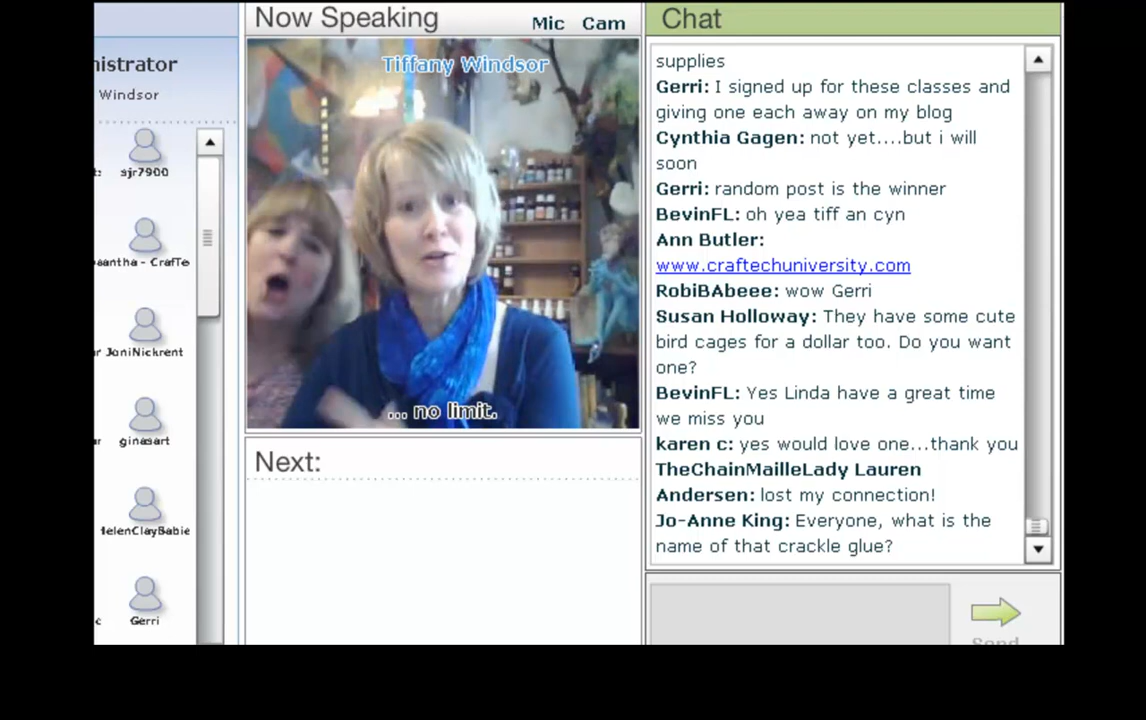 nistrator
Windsor
sjr7900
santha - CrafTe
JoniNickrent
ginasart
HelenClayBabie
Gerri
Now Speaking
Mic Cam
Tiffany Windsor
... no limit.
Next:
Chat
supplies
Gerri: I signed up for these classes and
giving one each away on my blog
Cynthia Gagen: not yet....but i will
soon
Gerri: random post is the winner
BevinFL: oh yea tiff an cyn
Ann Butler:
www.craftechuniversity.com
RobiBAbeee: wow Gerri
Susan Holloway: They have some cute
bird cages for a dollar too. Do you want
one?
BevinFL: Yes Linda have a great time
we miss you
karen c: yes would love one...thank you
TheChainMailleLady Lauren
Andersen: lost my connection!
Jo-Anne King: Everyone, what is the
name of that crackle glue?
Send